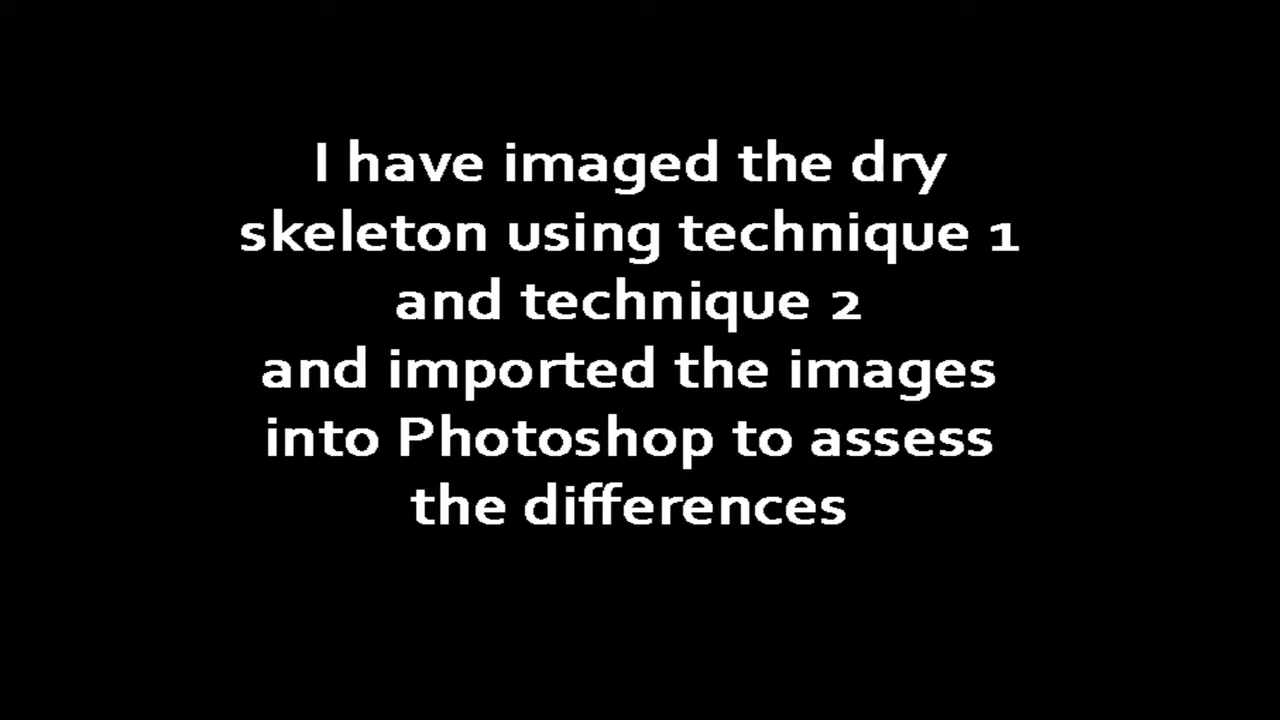 I have imaged the dry
skeleton using technique 1
and technique 2
and imported the images
into Photoshop to assess
the differences